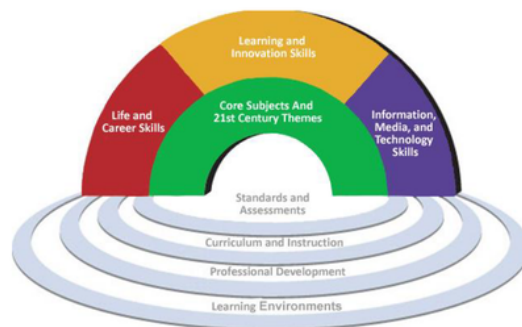 Learning and
Innovation Skills
Core Subjects And
21st Century Themes
Life and
Career Skills
Information,
Media, and
Technology
Skills
Standards and
Assessments
Curriculum and Instruction
Professional Development
Learning Environments